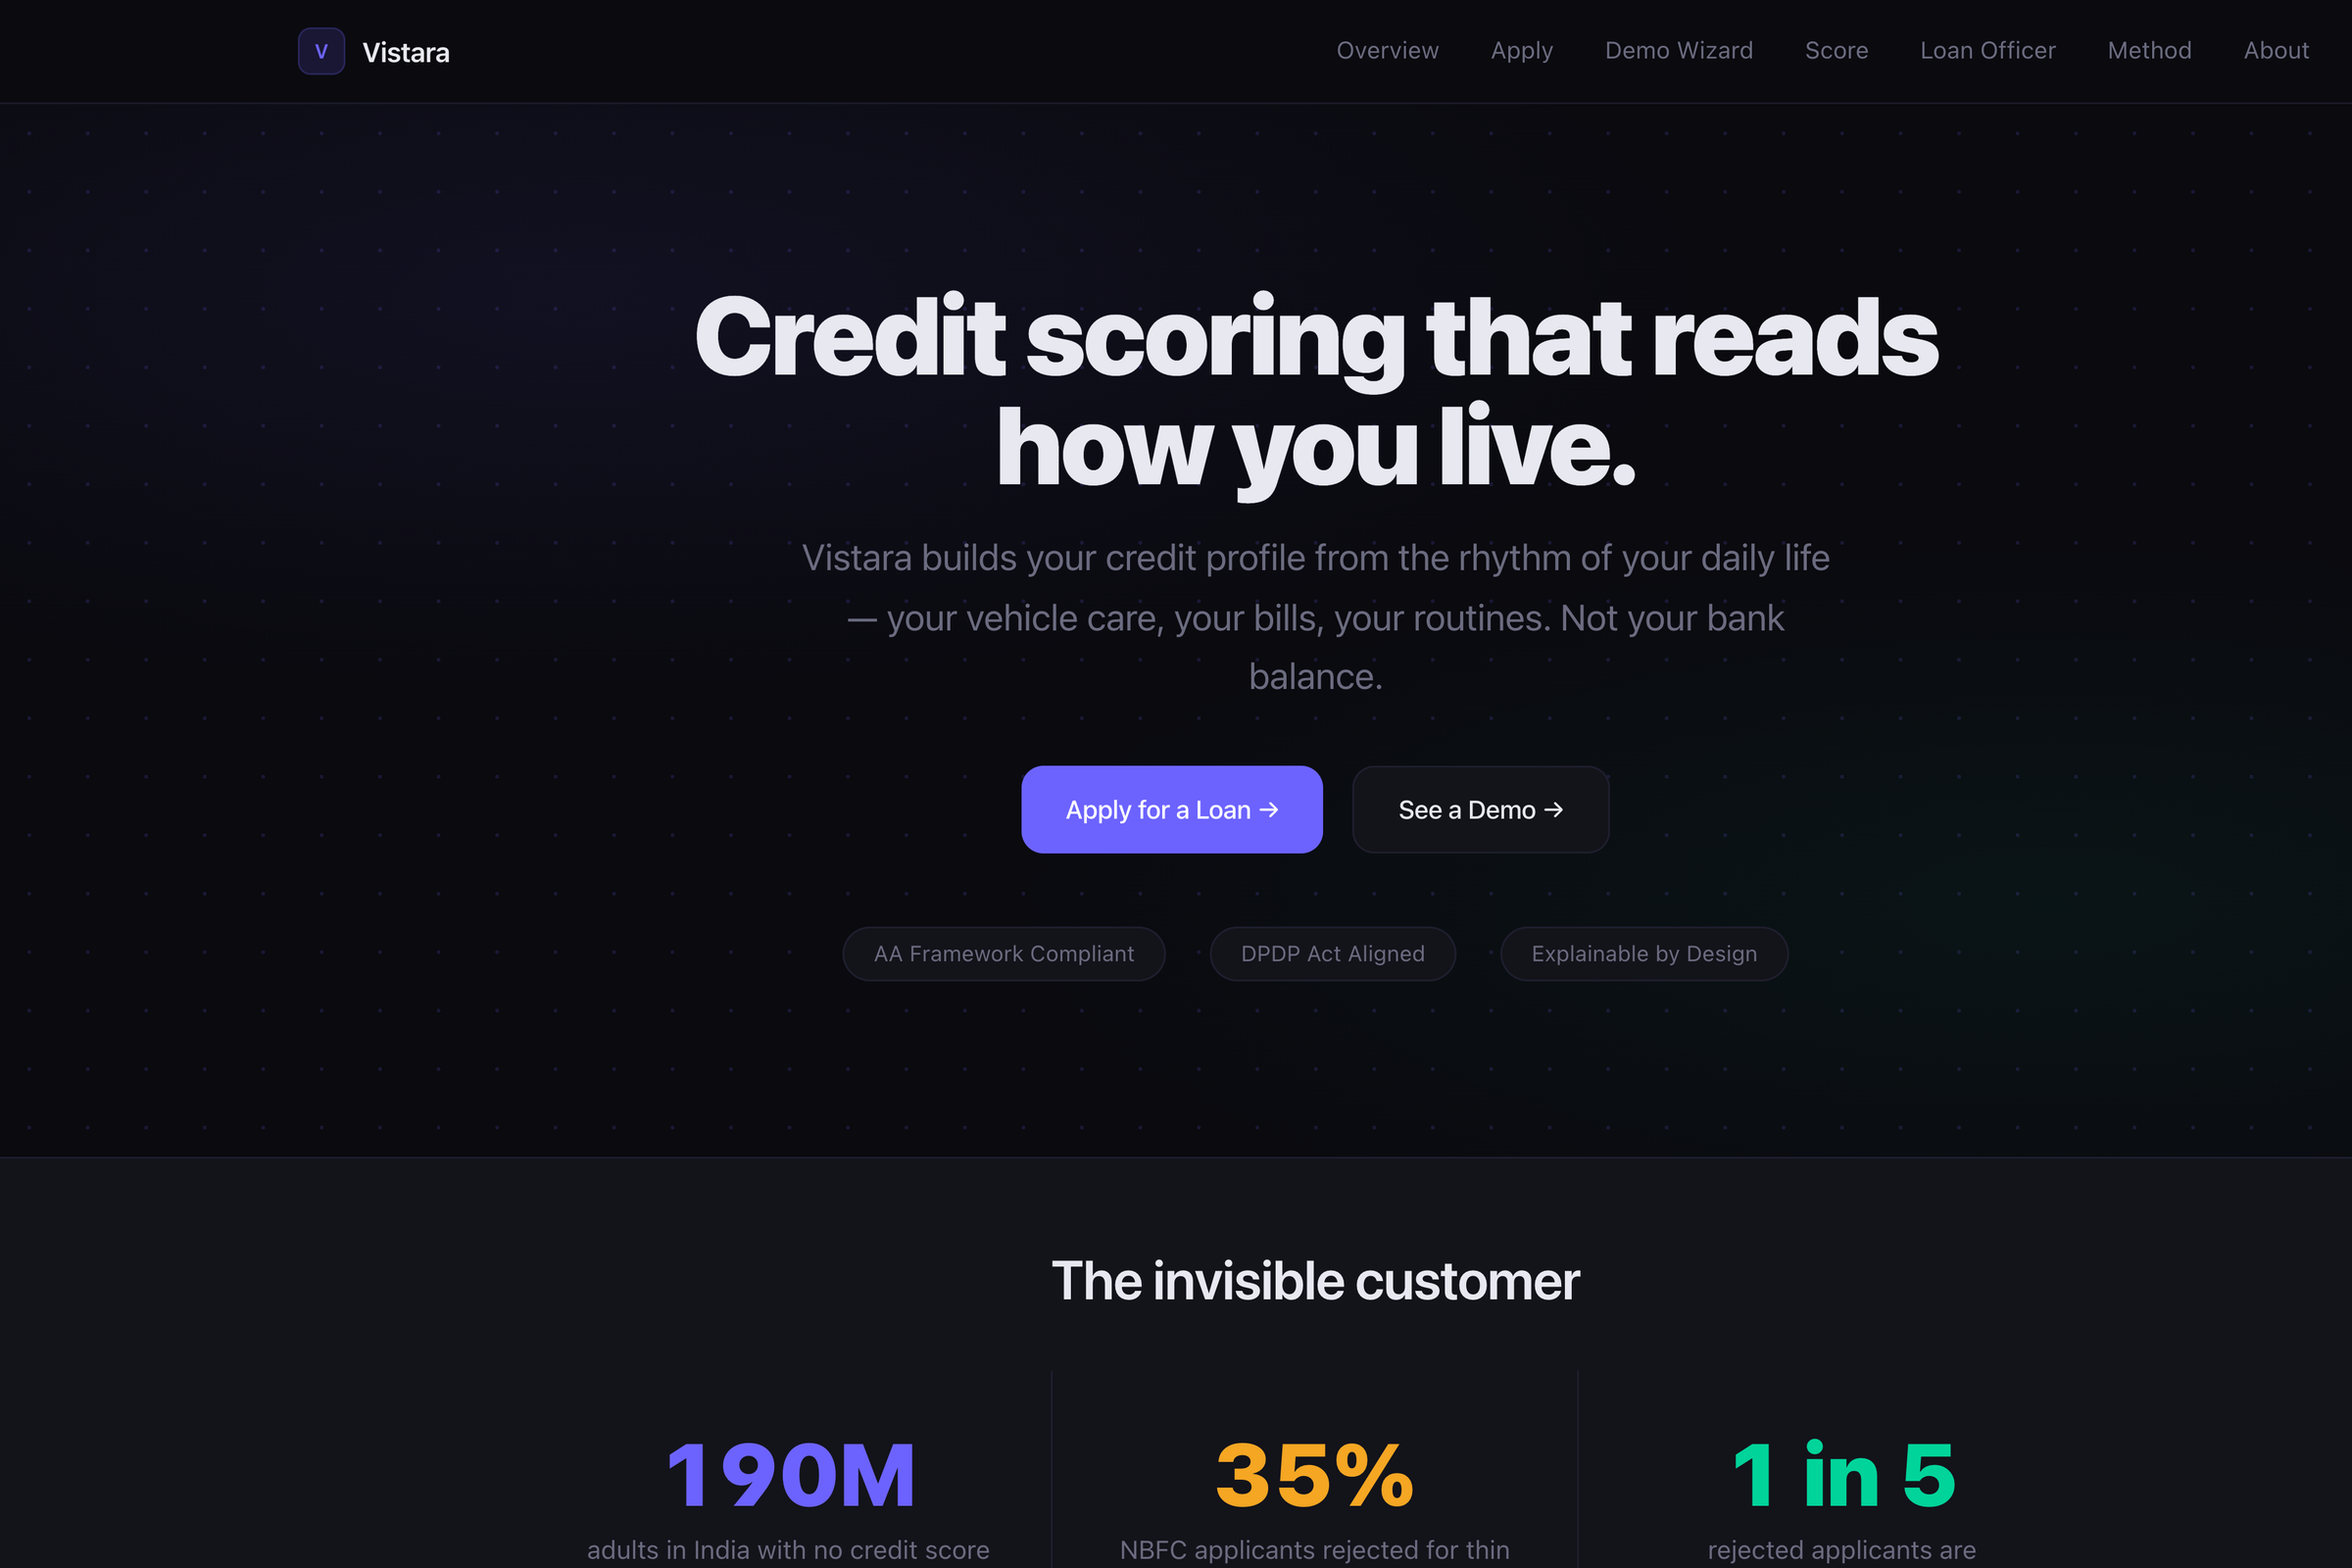 V
Vistara
Overview
Apply
Demo Wizard
Score
Loan Officer
Method
About
Credit scoring that reads
how you live.
Vistara builds your credit profile from the rhythm of your daily life
— your vehicle care, your bills, your routines. Not your bank
balance.
Apply for a Loan →
See a Demo →
AA Framework Compliant
DPDP Act Aligned
Explainable by Design
The invisible customer
190M
adults in India with no credit score
35%
NBFC applicants rejected for thin
1 in 5
rejected applicants are